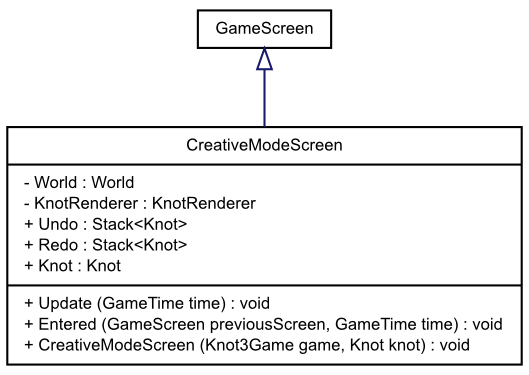 GameScreen
CreativeModeScreen
- World : World
- KnotRenderer : KnotRenderer
+ Undo : Stack<Knot>
+ Redo : Stack<Knot>
+ Knot : Knot
+ Update (GameTime time) : void
+ Entered (GameScreen previousScreen, GameTime time) : void
+ CreativeModeScreen (Knot3Game game, Knot knot) : void